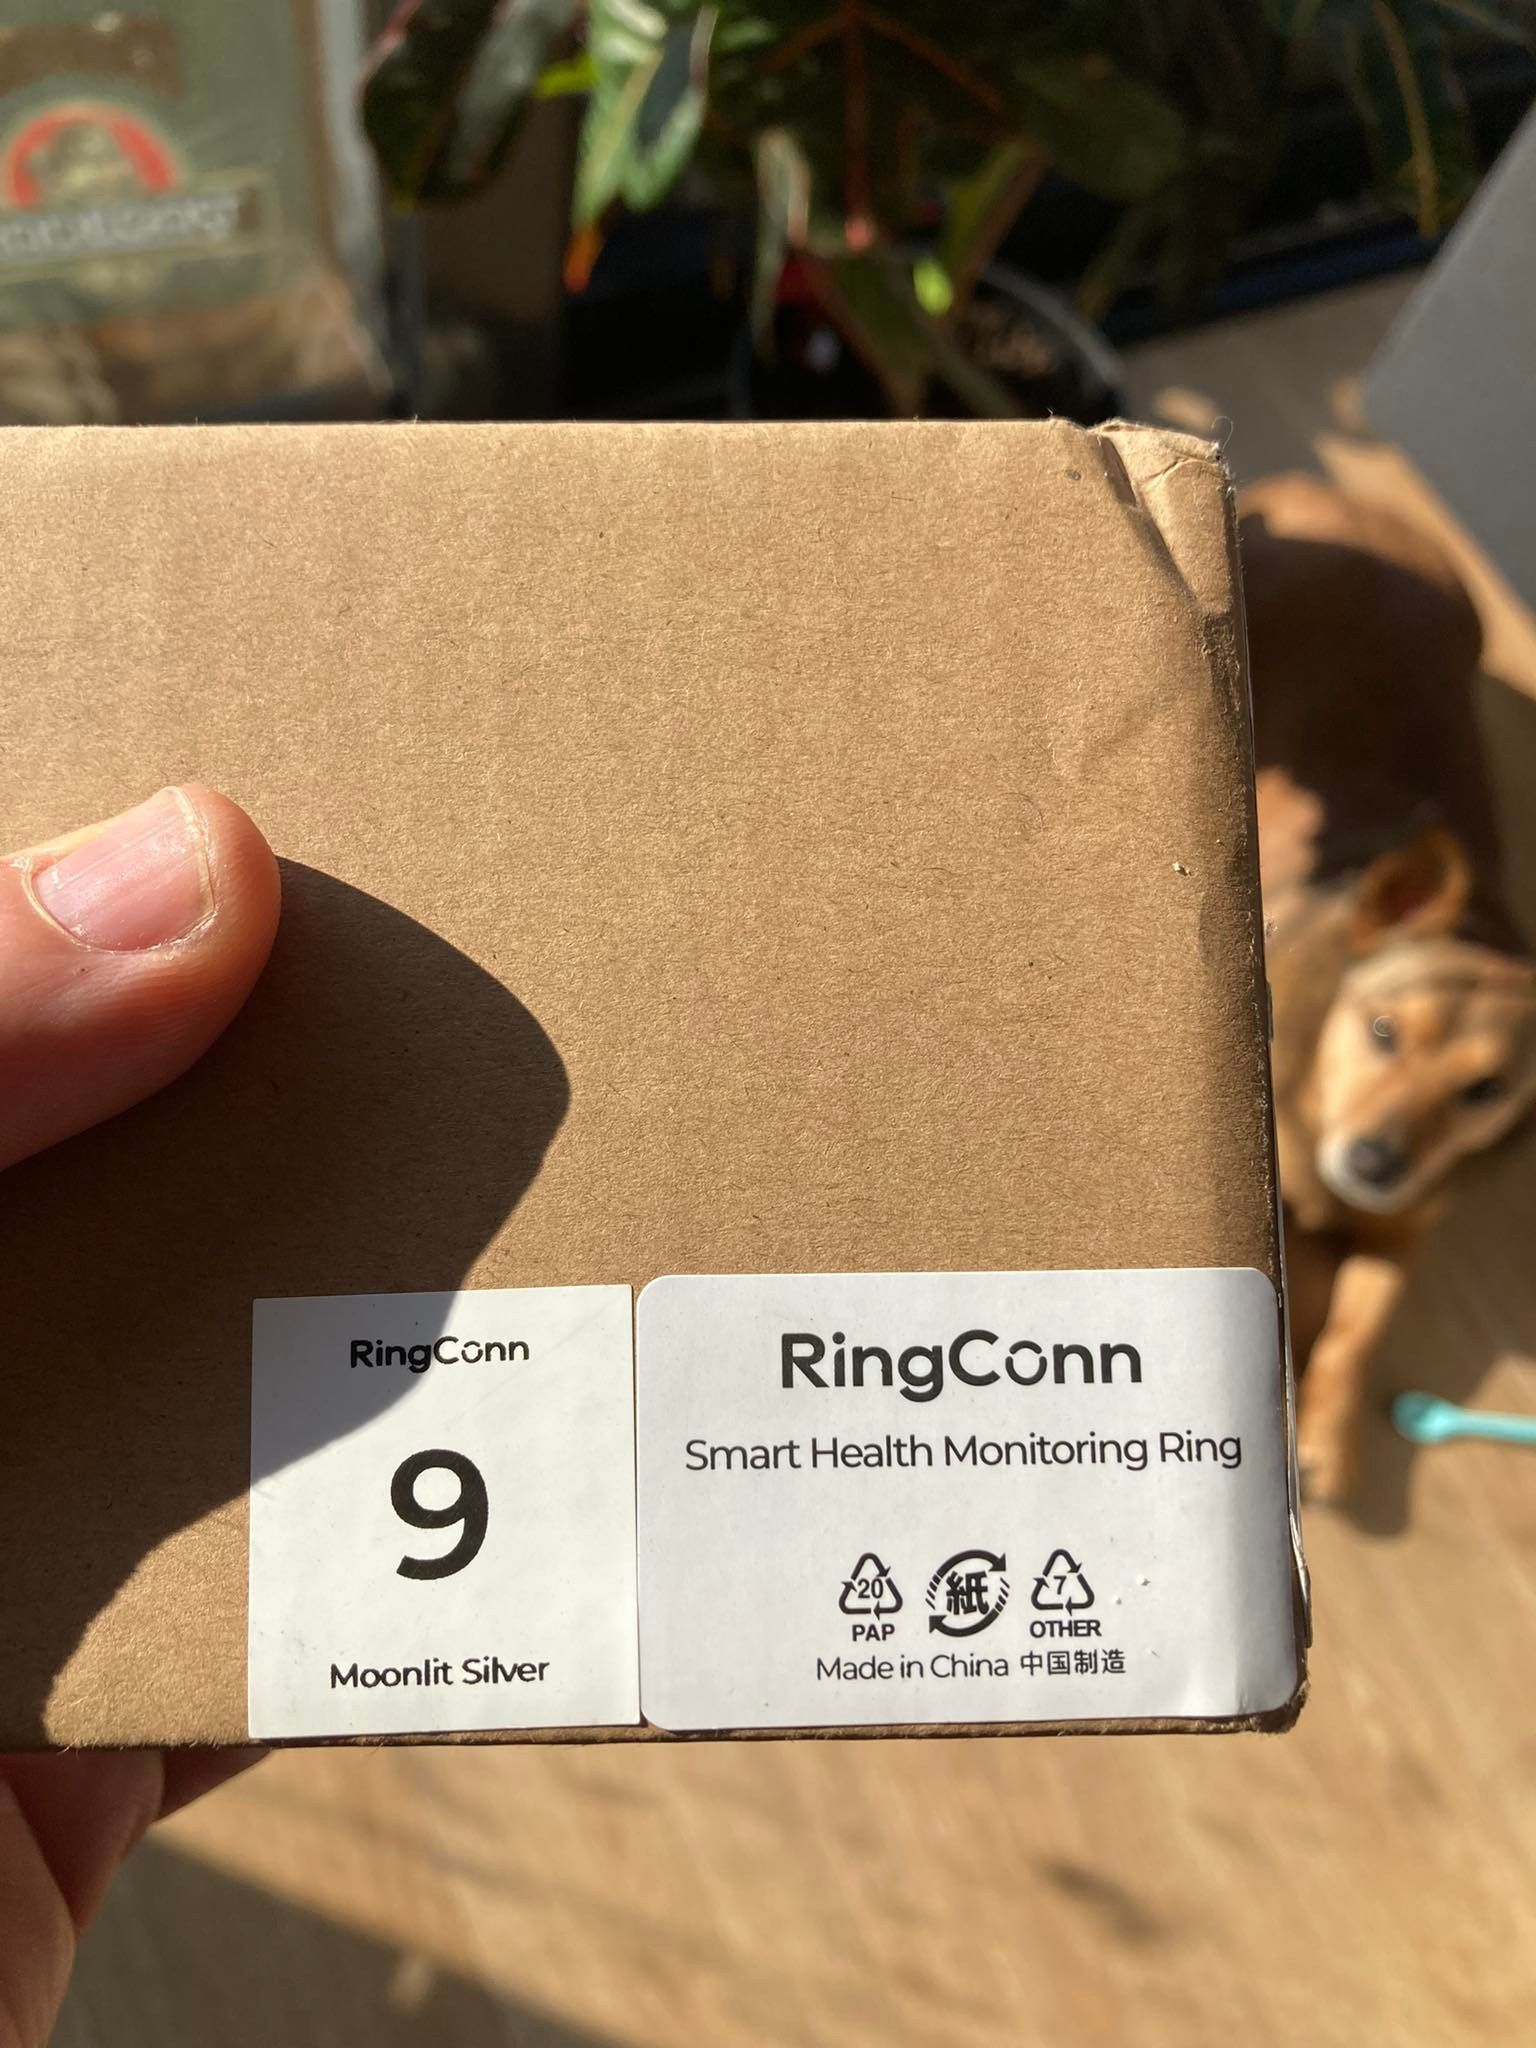 RingConn
9
Moonlit Silver
RingConn
Smart Health Monitoring Ring
20
PAP
紙
7
OTHER
Made in China 中国制造